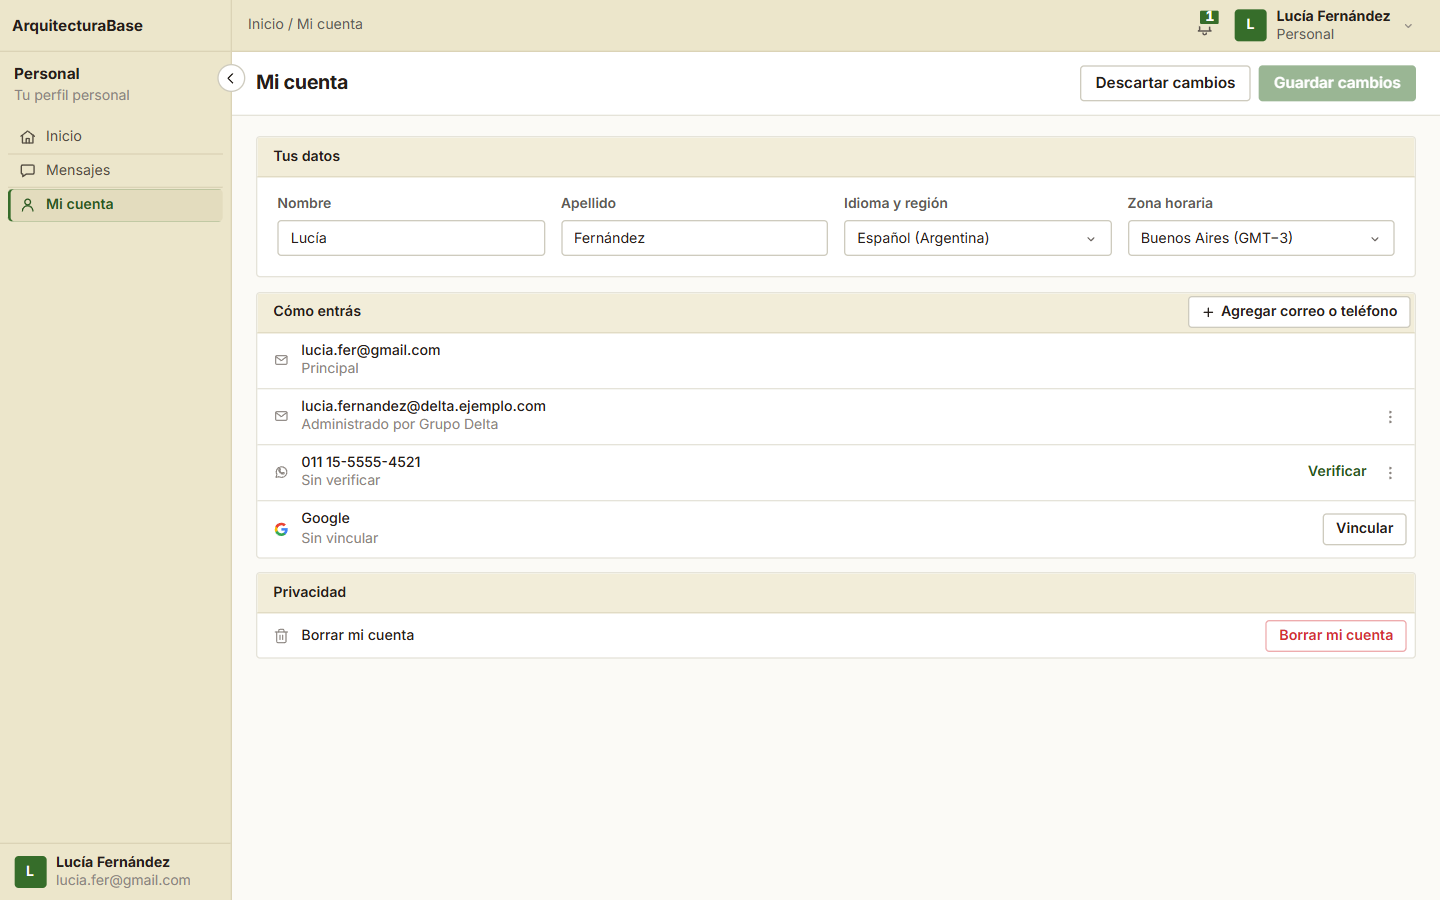 ArquitecturaBase
Inicio / Mi cuenta
1
L
Lucía Fernández
Personal
Personal
Tu perfil personal
Inicio
Mensajes
Mi cuenta
Mi cuenta
Descartar cambios
Guardar cambios
Tus datos
Nombre
Apellido
Idioma y región
Zona horaria
Lucía
Fernández
Español (Argentina)
Buenos Aires (GMT−3)
Cómo entrás
Agregar correo o teléfono
lucia.fer@gmail.com
Principal
lucia.fernandez@delta.ejemplo.com
Administrado por Grupo Delta
011 15-5555-4521
Sin verificar
Verificar
Google
Sin vincular
Vincular
Privacidad
Borrar mi cuenta
Borrar mi cuenta
L
Lucía Fernández
lucia.fer@gmail.com